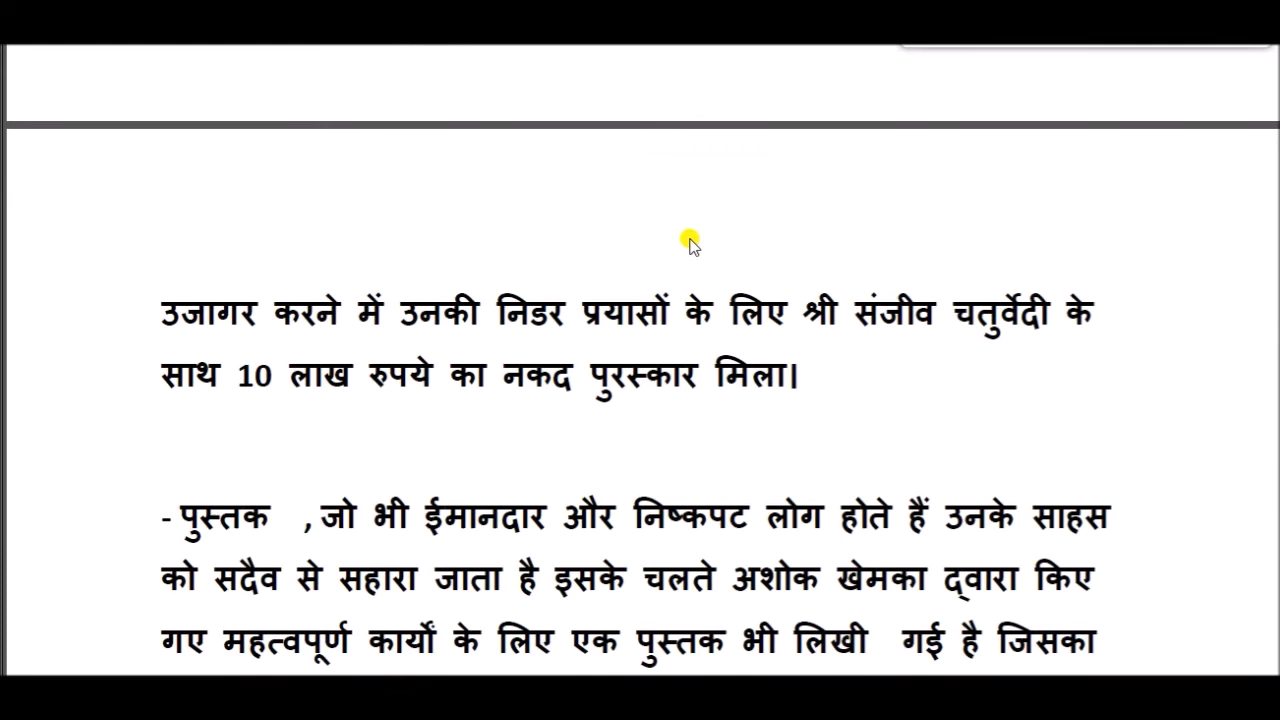 उजागर करने में उनकी निडर प्रयासों के लिए श्री संजीव चतुर्वेदी के
साथ 10 लाख रुपये का नकद पुरस्कार मिला।
- पुस्तक , जो भी ईमानदार और निष्कपट लोग होते हैं उनके साहस
को सदैव से सहारा जाता है इसके चलते अशोक खेमका द्वारा किए
गए महत्वपूर्ण कार्यों के लिए एक पुस्तक भी लिखी गई है जिसका